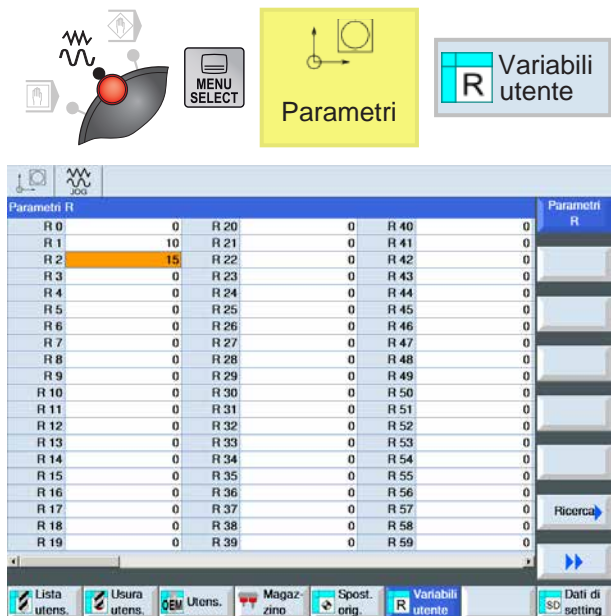 MENU
SELECT
Parametri
R
Variabili
utente
JOG
Parametri R
Parametri
R
R 0 0 R 20 0 R 40 0
R 1 10 R 21 0 R 41 0
R 2 15 R 22 0 R 42 0
R 3 0 R 23 0 R 43 0
R 4 0 R 24 0 R 44 0
R 5 0 R 25 0 R 45 0
R 6 0 R 26 0 R 46 0
R 7 0 R 27 0 R 47 0
R 8 0 R 28 0 R 48 0
R 9 0 R 29 0 R 49 0
R 10 0 R 30 0 R 50 0
R 11 0 R 31 0 R 51 0
R 12 0 R 32 0 R 52 0
R 13 0 R 33 0 R 53 0
R 14 0 R 34 0 R 54 0
R 15 0 R 35 0 R 55 0
R 16 0 R 36 0 R 56 0
R 17 0 R 37 0 R 57 0
R 18 0 R 38 0 R 58 0
R 19 0 R 39 0 R 59 0
Ricerca
Lista
utens.
Usura
utens.
OEM Utens.
Magaz-
zino
Spost.
orig.
R
Variabili
utente
SD
Dati di
setting